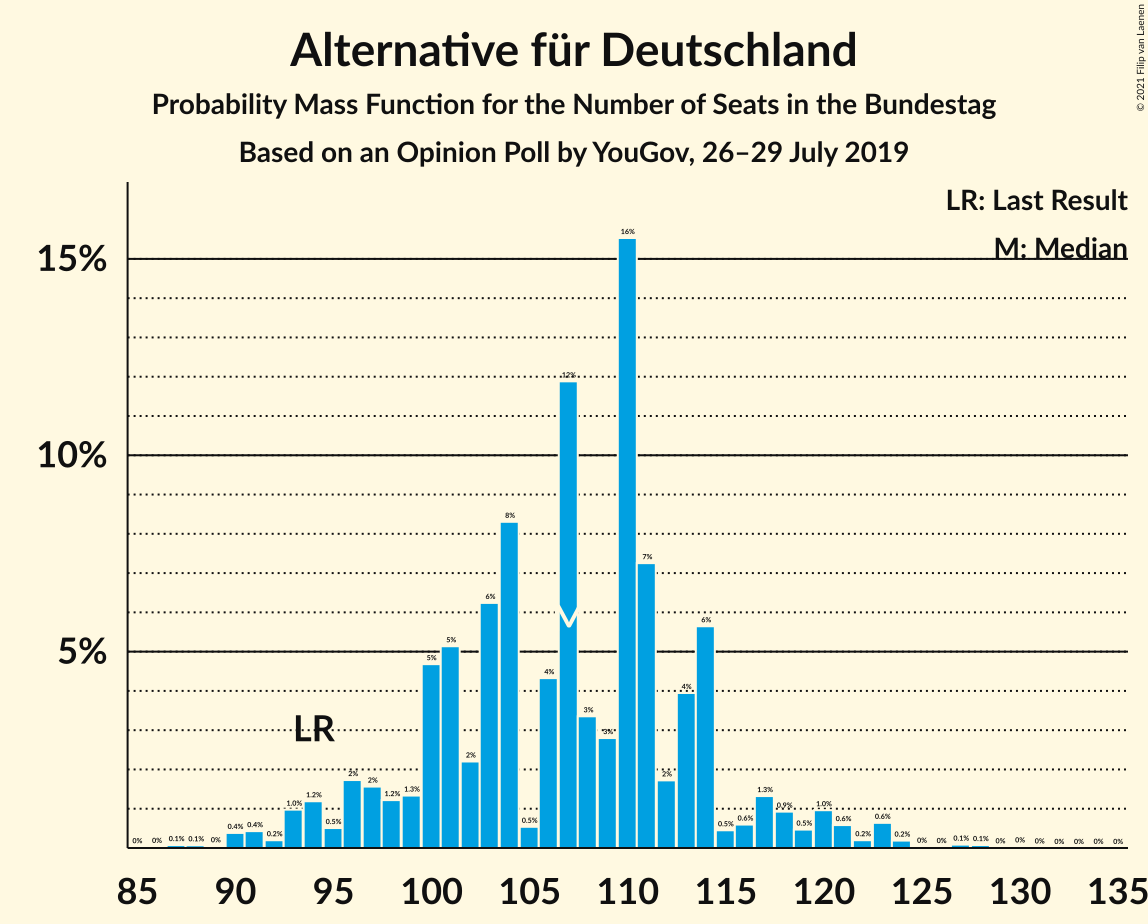 Alternative für Deutschland
Probability Mass Function for the Number of Seats in the Bundestag
Based on an Opinion Poll by YouGov, 26–29 July 2019
© 2021 Filip van Laenen
LR: Last Result
M: Median
15%
10%
5%
LR
0% 0% 0.1% 0.1% 0% 0.4% 0.4% 0.2% 1.0% 1.2% 0.5% 2% 2% 1.2% 1.3% 5% 5% 2% 6% 8% 0.5% 4% 12% 3% 3% 16% 7% 2% 4% 6% 0.5% 0.6% 1.3% 0.9% 0.5% 1.0% 0.6% 0.2% 0.6% 0.2% 0% 0% 0.1% 0.1% 0% 0% 0% 0% 0% 0% 0%
85 90 95 100 105 110 115 120 125 130 135